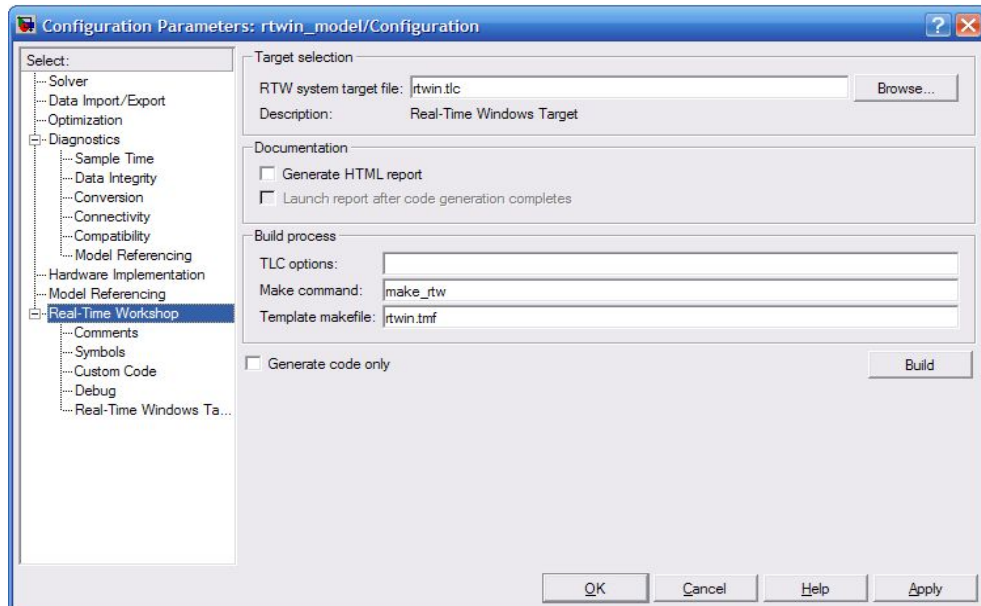 Configuration Parameters: rtwin_model/Configuration
Select:
Solver
Data Import/Export
Optimization
Diagnostics
Sample Time
Data Integrity
Conversion
Connectivity
Compatibility
Model Referencing
Hardware Implementation
Model Referencing
Real-Time Workshop
Comments
Symbols
Custom Code
Debug
Real-Time Windows Ta...
Target selection
RTW system target file: rtwin.tlc Browse...
Description: Real-Time Windows Target
Documentation
Generate HTML report
Launch report after code generation completes
Build process
TLC options:
Make command: make_rtw
Template makefile: rtwin.tmf
Generate code only Build
OK Cancel Help Apply